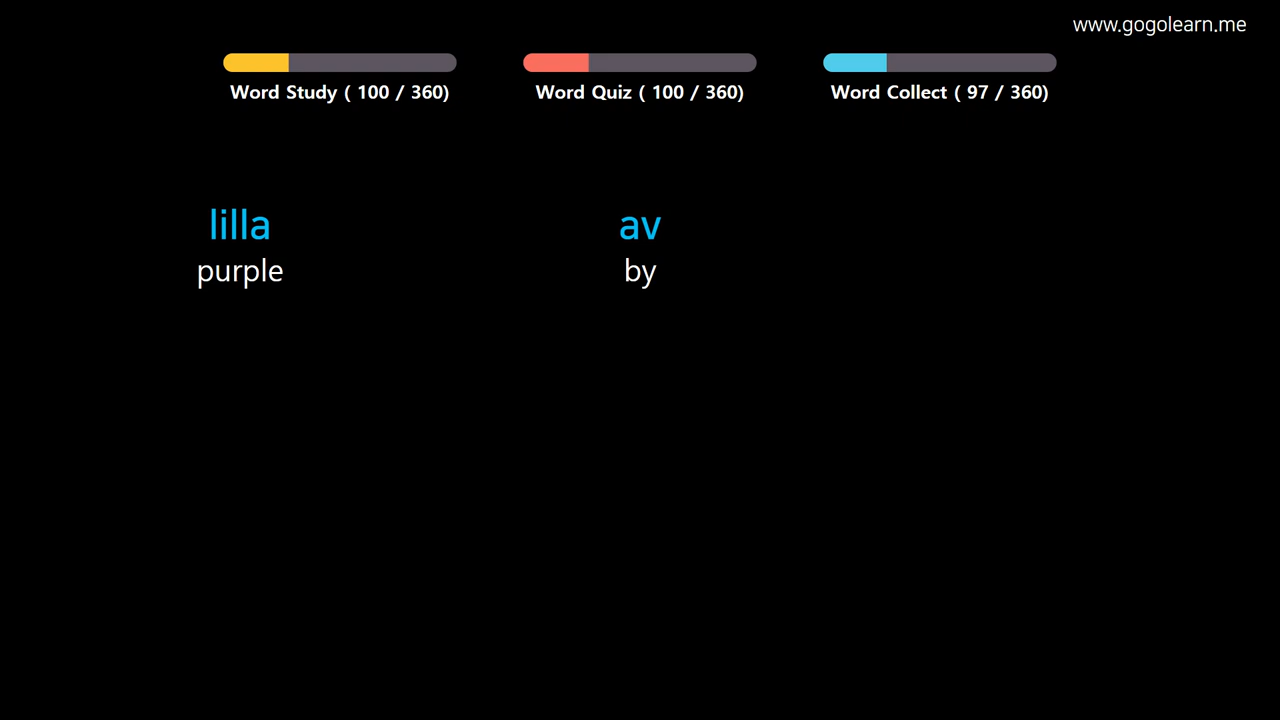 www.gogolearn.me
Word Study ( 100 / 360)
Word Quiz ( 100 / 360)
Word Collect ( 97 / 360)
lilla
purple
av
by